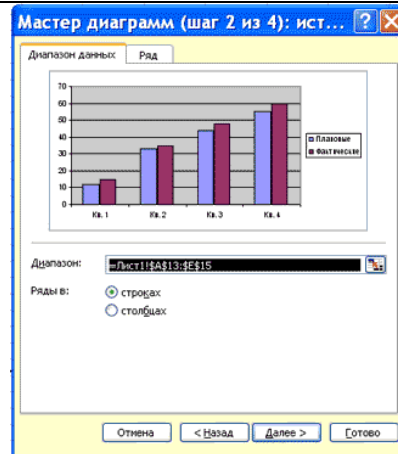 Мастер диаграмм (шаг 2 из 4): ист...
Диапазон данных Ряд
70
60
50
40
30
20
10
0
Кв. 1 Кв. 2 Кв. 3 Кв. 4
Плановые
Фактические
Диапазон: =Лист1!$A$13:$E$15
Ряды в: строках
столбцах
Отмена < Назад Далее > Готово